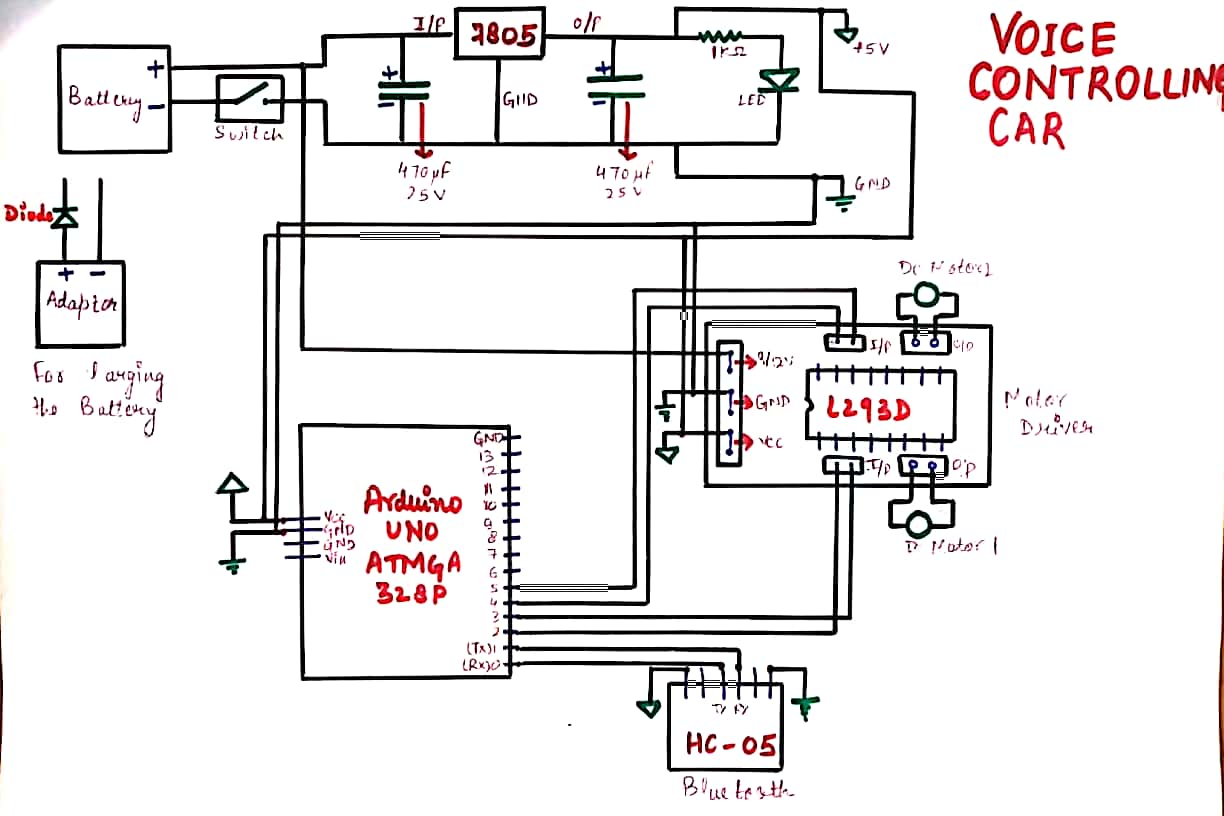 VOICE
CONTROLLING
CAR
I/P
7805
O/P
+5V
1KΩ
LED
GND
470µf
25V
470µf
25V
GND
Battery
+
-
Switch
Diode
+ -
Adaptor
For
the Battery
+
-
+
-
Dc Motor2
I/P
O/P
GND
VCC
L293D
Motor
Driver
I/P
O/P
Motor 1
GND
13
12
11
10
9
8
7
6
5
4
3
2
(Tx)1
(Rx)0
Vcc
GND
GND
Vin
Arduino
UNO
ATMGA
328P
TX RX
HC-05
Bluetooth